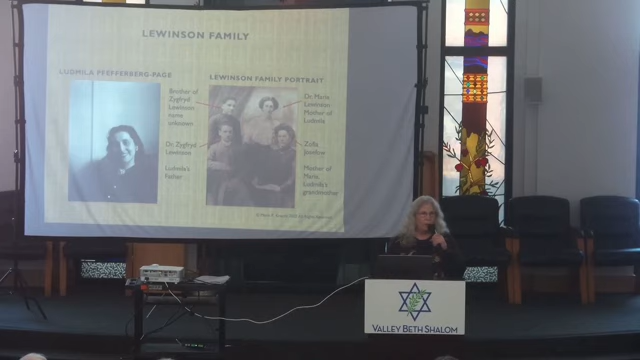 LEWINSON FAMILY
LUDMILA PFEFFERBERG-PAGE
LEWINSON FAMILY PORTRAIT
Brother of
Zygfryd
Lewinson
name
unknown
Dr. Maria
Lewinson
Mother of
Ludmila
Dr. Zygfryd
Lewinson
Ludmila's
Father
Zofia
Mother of
Maria,
Ludmila's
grandmother
VALLEY BETH SHALOM